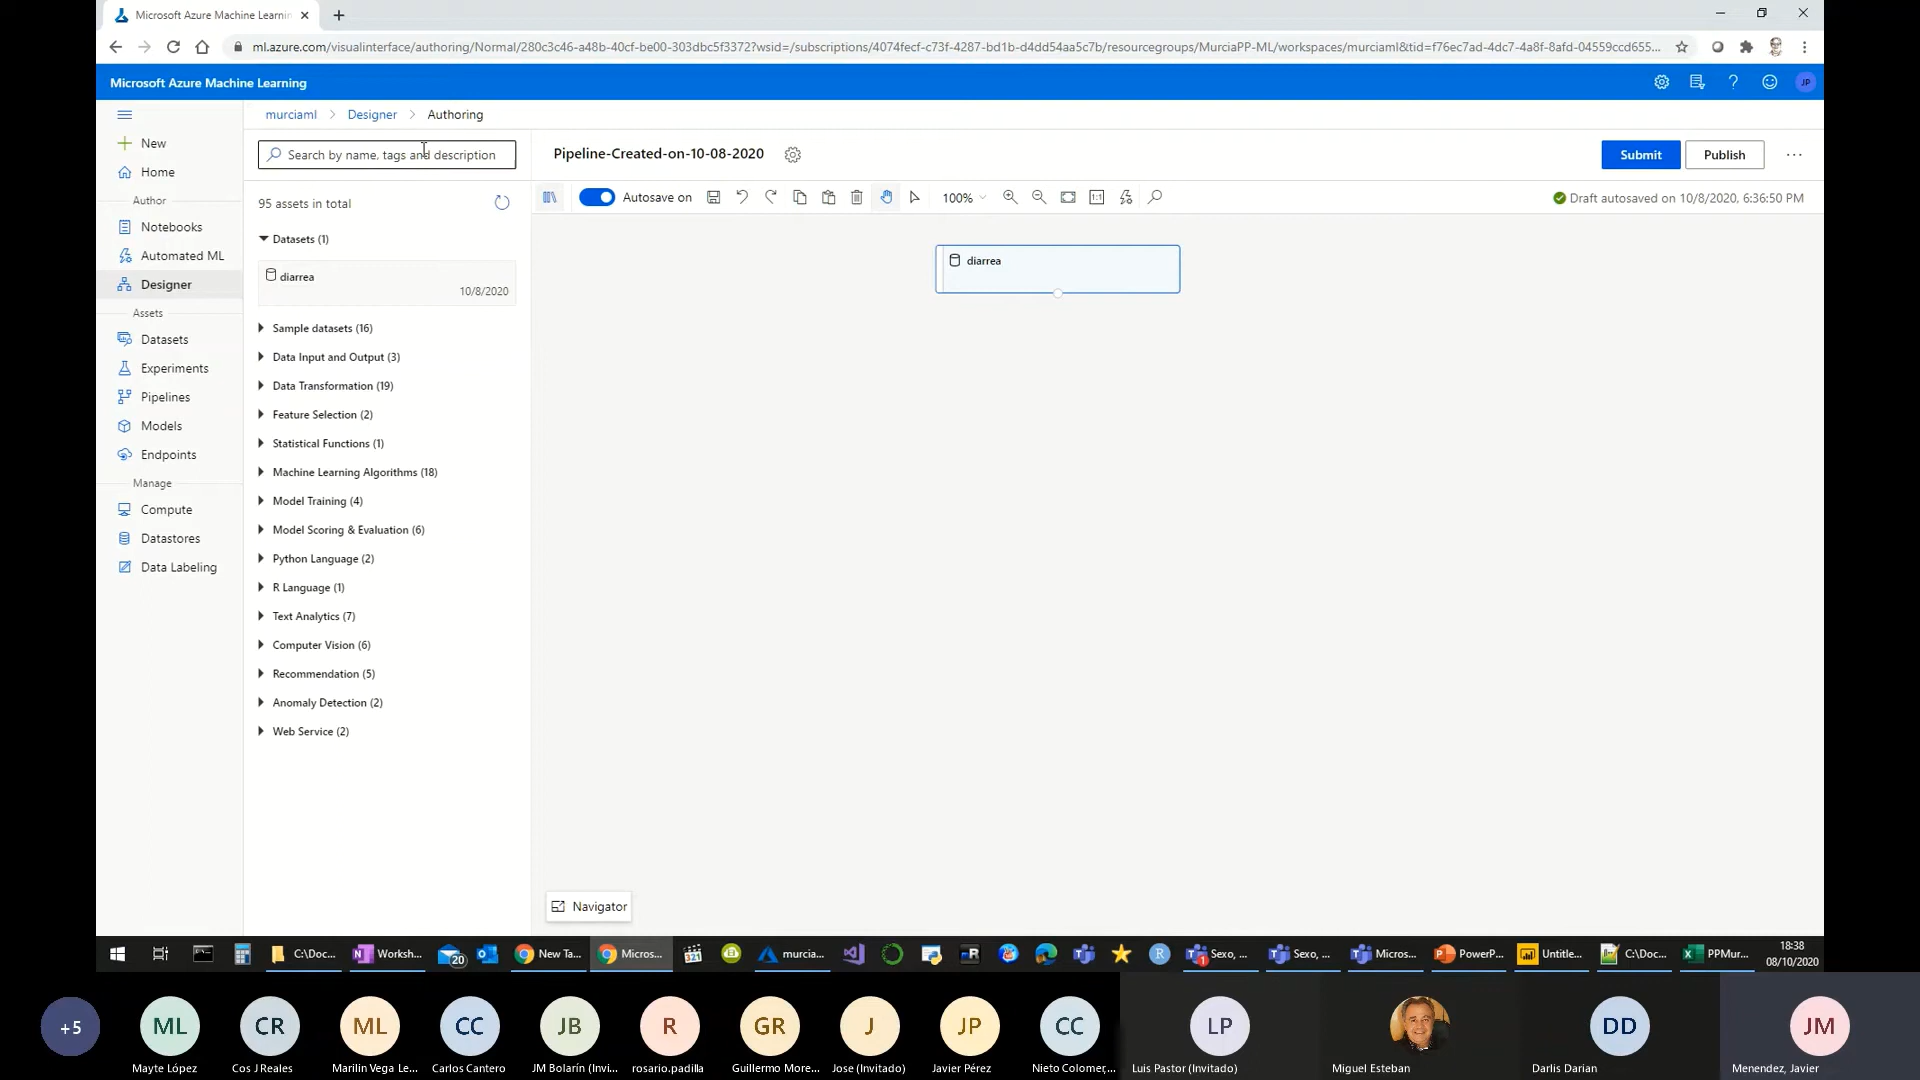 Microsoft Azure Machine Learnin
ml.azure.com/visualinterface/authoring/Normal/280c3c46-a48b-40cf-be00-303dbc5f3372?wsid=/subscriptions/4074fecf-c73f-4287-bd1b-d4dd54aa5c7b/resourcegroups/MurciaPP-ML/workspaces/murciaml&tid=f76ec7ad-4dc7-4a8f-8afd-04559ccd655...
Microsoft Azure Machine Learning
JP
murciaml > Designer > Authoring
New
Home
Author
Notebooks
Automated ML
Designer
Assets
Datasets
Experiments
Pipelines
Models
Endpoints
Manage
Compute
Datastores
Data Labeling
Search by name, tags and description
95 assets in total
Datasets (1)
diarrea
10/8/2020
Sample datasets (16)
Data Input and Output (3)
Data Transformation (19)
Feature Selection (2)
Statistical Functions (1)
Machine Learning Algorithms (18)
Model Training (4)
Model Scoring & Evaluation (6)
Python Language (2)
R Language (1)
Text Analytics (7)
Computer Vision (6)
Recommendation (5)
Anomaly Detection (2)
Web Service (2)
Pipeline-Created-on-10-08-2020
Submit
Publish
Autosave on
100%
1:1
Draft autosaved on 10/8/2020, 6:36:50 PM
diarrea
Navigator
C:\Doc...
Worksh...
20
New Ta...
Micros...
321
murcia...
R
R
1
Sexo, ...
Sexo, ...
Micros...
PowerP...
Untitle...
C:\Doc...
PPMur...
18:38
08/10/2020
+5
ML
CR
ML
CC
JB
R
GR
J
JP
CC
LP
DD
JM
Mayte López
Cos J Reales
Marilin Vega Le...
Carlos Cantero
JM Bolarín (Invi...
rosario.padilla
Guillermo More...
Jose (Invitado)
Javier Pérez
Nieto Colomer,...
Luis Pastor (Invitado)
Miguel Esteban
Darlis Darian
Menendez, Javier